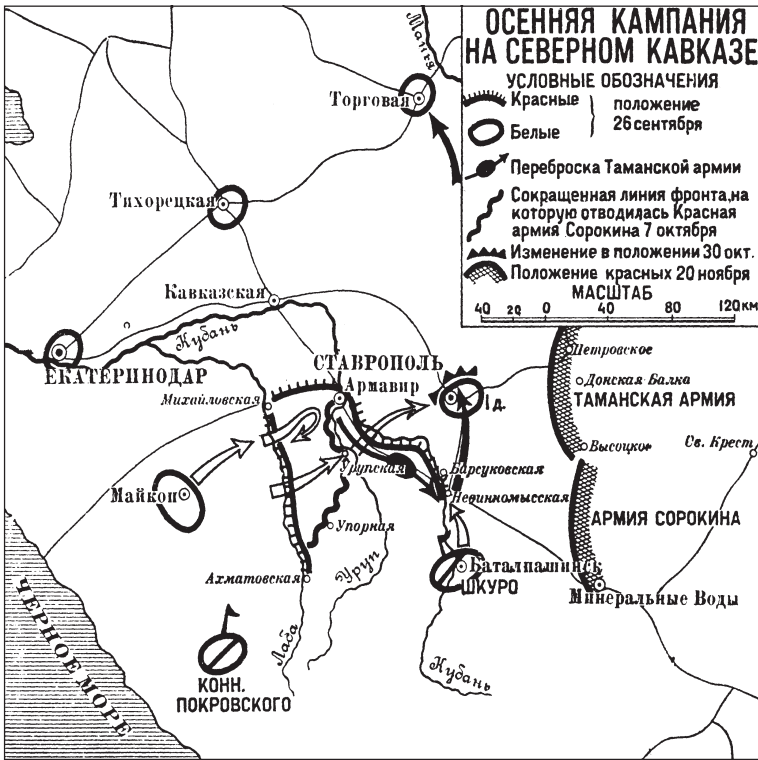 ОСЕННЯЯ КАМПАНИЯ
НА СЕВЕРНОМ КАВКАЗЕ
УСЛОВНЫЕ ОБОЗНАЧЕНИЯ
Красные
Белые
положение
26 сентября
Переброска Таманской армии
Сокращенная линия фронта, на
которую отводилась Красная
армия Сорокина 7 октября
Изменение в положении 30 окт.
Положение красных 20 ноября
МАСШТАБ
40 20 0 40 80 120 км
Маныч
Торговая
Тихорецкая
Кавказская
Кубань
ЕКАТЕРИНОДАР
СТАВРОПОЛЬ
Армавир
Михайловская
1 д.
Петровское
Донская-Балка
ТАМАНСКАЯ АРМИЯ
Высоцкое
Св. Крест
Урупская
Барсуковская
Невинномысская
Майкоп
Упорная
АРМИЯ СОРОКИНА
Ахматовская
Уруп
Баталпашинск
ШКУРО
Минеральные Воды
ЧЕРНОЕ МОРЕ
Лаба
Кубань
КОНН.
ПОКРОВСКОГО